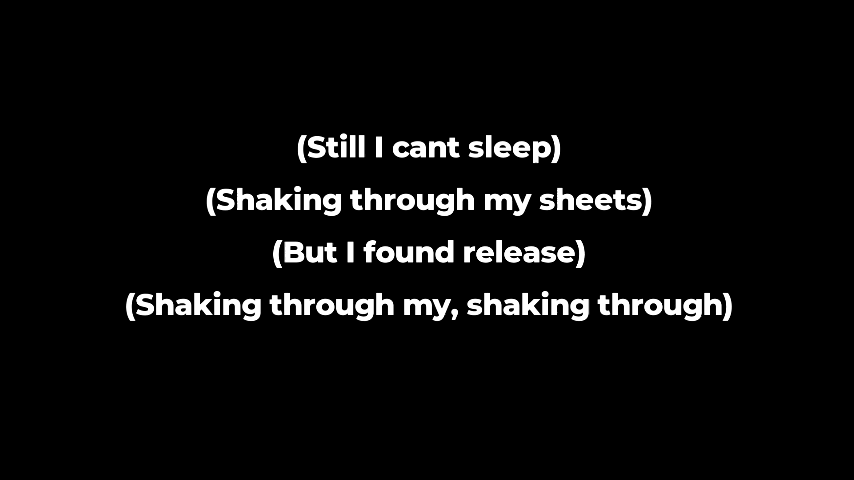 (Still I cant sleep)
(Shaking through my sheets)
(But I found release)
(Shaking through my, shaking through)